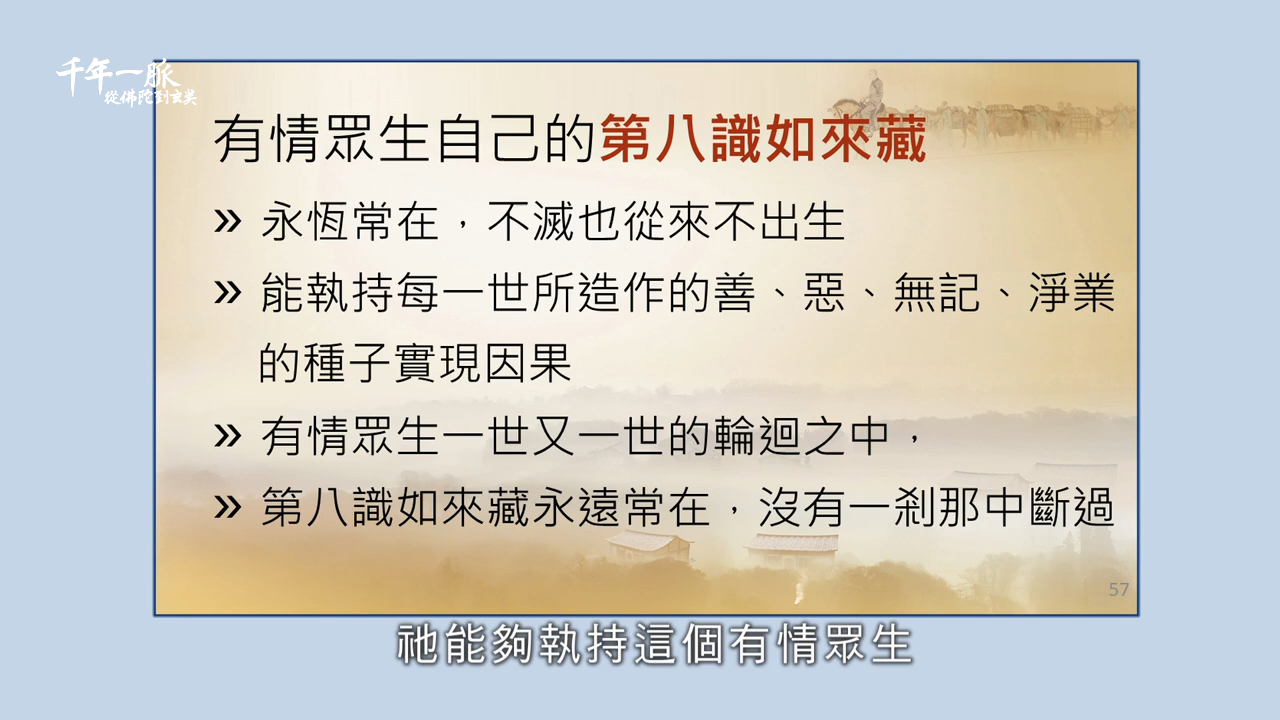 千年一脈
從佛陀到玄奘
有情眾生自己的第八識如來藏
» 永恆常在，不滅也從來不出生
» 能執持每一世所造作的善、惡、無記、淨業
的種子實現因果
» 有情眾生一世又一世的輪迴之中，
» 第八識如來藏永遠常在，沒有一剎那中斷過
57
祂能夠執持這個有情眾生